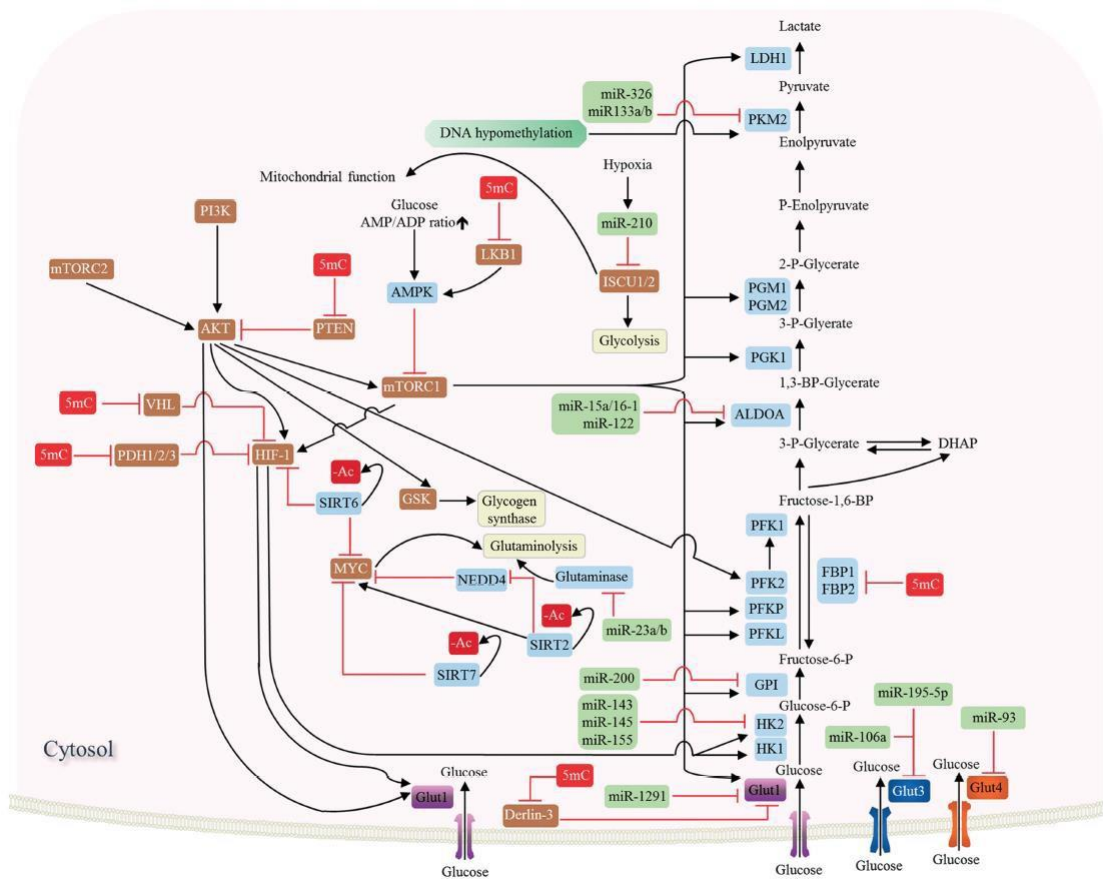 Lactate
LDH1
Pyruvate
miR-326
miR133a/b
PKM2
DNA hypomethylation
Enolpyruvate
Hypoxia
Mitochondrial function
5mC
Glucose
AMP/ADP ratio
P-Enolpyruvate
PI3K
miR-210
LKB1
2-P-Glycerate
mTORC2
5mC
ISCU1/2
AMPK
PGM1
PGM2
3-P-Glyerate
AKT
PTEN
Glycolysis
PGK1
mTORC1
1,3-BP-Glycerate
5mC
VHL
miR-15a/16-1
miR-122
ALDOA
3-P-Glycerate
DHAP
5mC
PDH1/2/3
HIF-1
-Ac
SIRT6
GSK
Glycogen
synthase
Fructose-1,6-BP
PFK1
Glutaminolysis
MYC
NEDD4
Glutaminase
PFK2
FBP1
FBP2
5mC
-Ac
PFKP
miR-23a/b
SIRT2
PFKL
-Ac
SIRT7
Fructose-6-P
miR-200
GPI
miR-195-5p
miR-143
miR-145
miR-155
Glucose-6-P
HK2
miR-93
miR-106a
Cytosol
HK1
Glucose
5mC
Glucose
Glucose
Glucose
Glut1
miR-1291
Glut1
Glut3
Glut4
Derlin-3
Glucose
Glucose
Glucose
Glucose